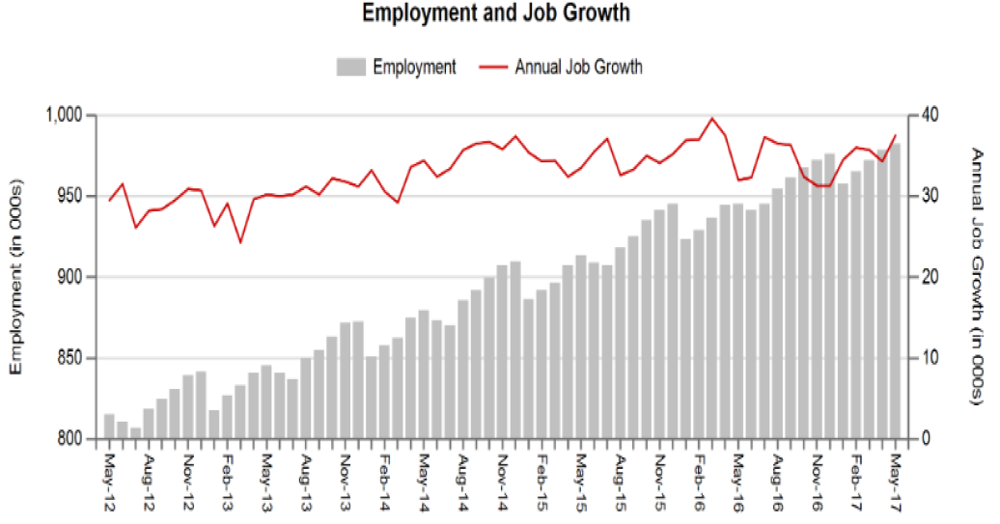 Employment and Job Growth
Employment
Annual Job Growth
1,000
950
900
850
800
Employment (in 000s)
40
30
20
10
0
Annual Job Growth (in 000s)
May-12
Aug-12
Nov-12
Feb-13
May-13
Aug-13
Nov-13
Feb-14
May-14
Aug-14
Nov-14
Feb-15
May-15
Aug-15
Nov-15
Feb-16
May-16
Aug-16
Nov-16
Feb-17
May-17